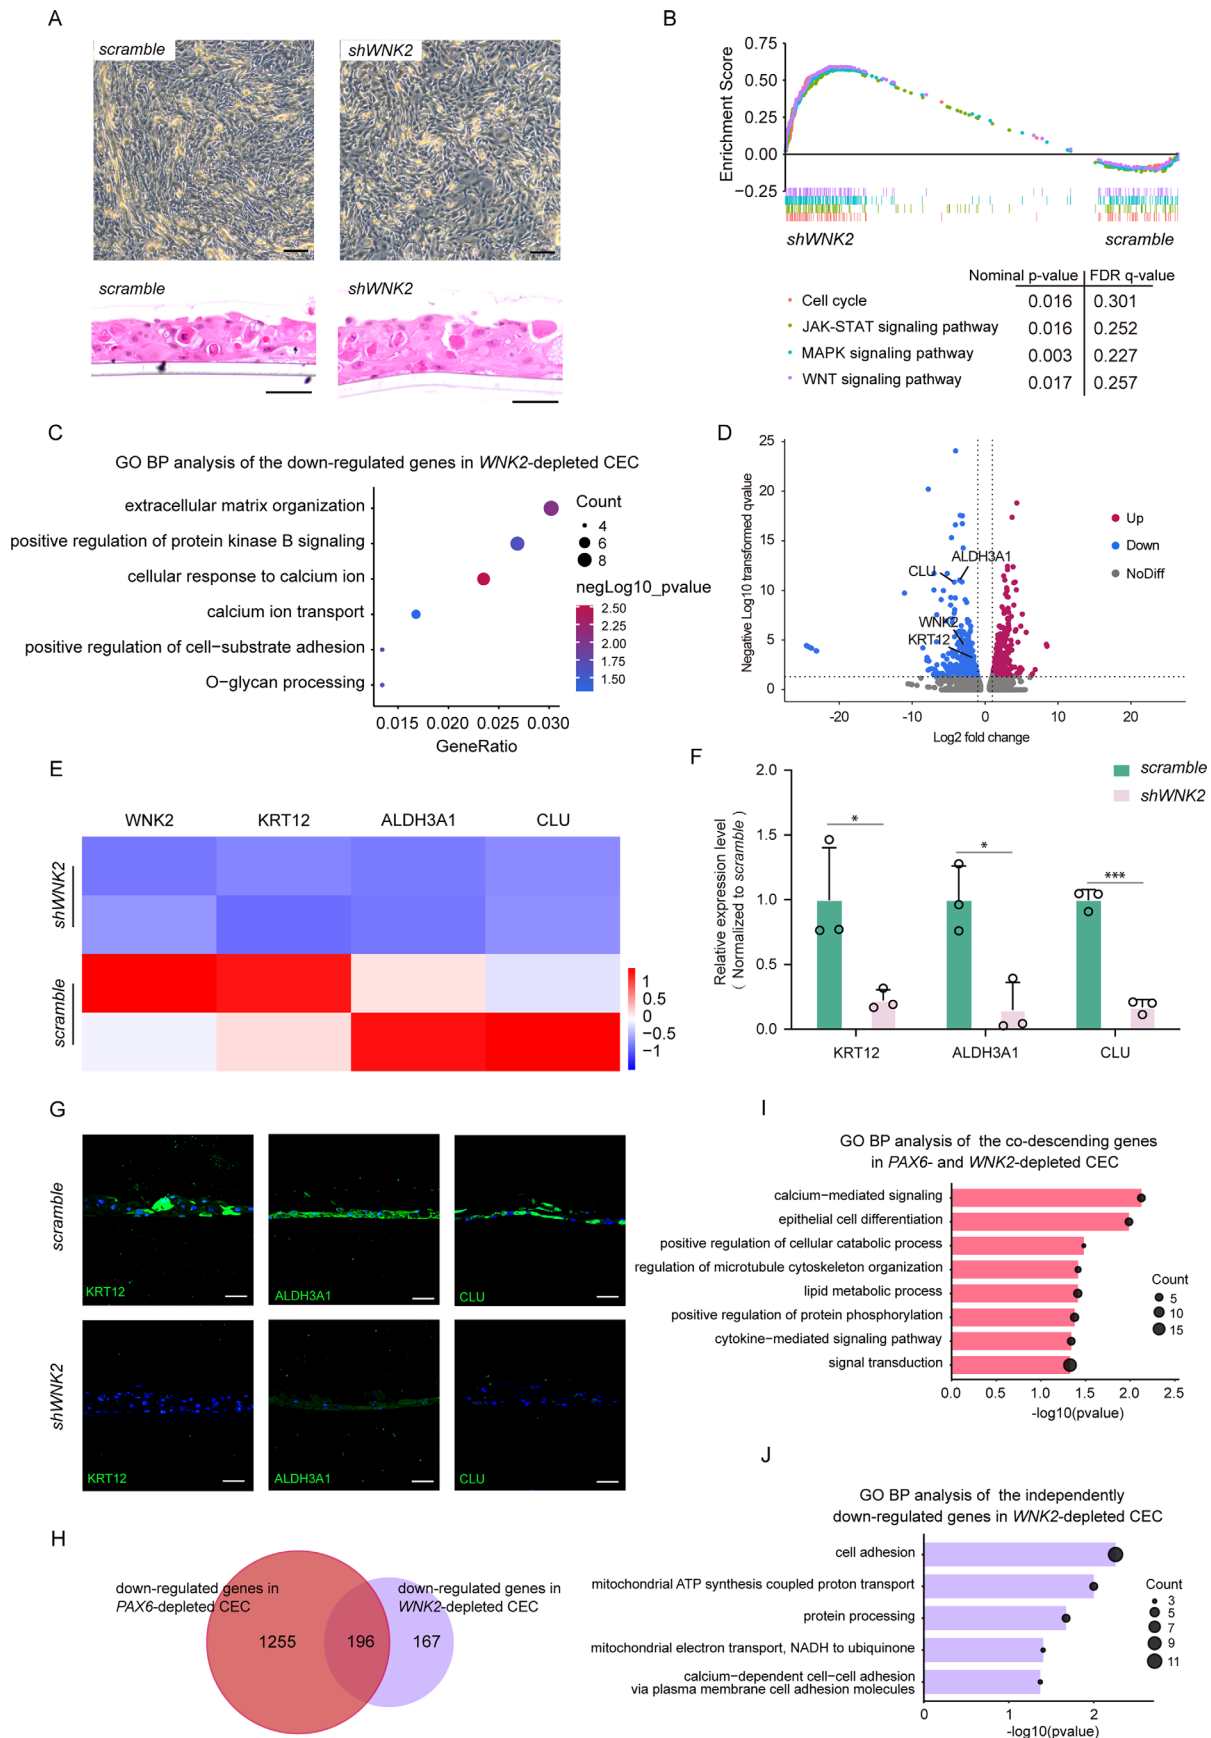 A
scramble
shWNK2
scramble
shWNK2
B
Enrichment Score
0.75
0.50
0.25
0.00
−0.25
shWNK2
scramble
Nominal p-value
FDR q-value
Cell cycle
0.016
0.301
JAK-STAT signaling pathway
0.016
0.252
MAPK signaling pathway
0.003
0.227
WNT signaling pathway
0.017
0.257
C
GO BP analysis of the down-regulated genes in WNK2-depleted CEC
extracellular matrix organization
positive regulation of protein kinase B signaling
cellular response to calcium ion
calcium ion transport
positive regulation of cell−substrate adhesion
O−glycan processing
0.015
0.020
0.025
0.030
GeneRatio
Count
4
6
8
negLog10_pvalue
2.50
2.25
2.00
1.75
1.50
D
Negative Log10 transformed qvalue
25
20
15
10
5
0
ALDH3A1
CLU
WNK2
KRT12
Up
Down
NoDiff
-20
-10
0
10
20
Log2 fold change
E
WNK2
KRT12
ALDH3A1
CLU
shWNK2
scramble
1
0.5
0
−0.5
−1
F
scramble
shWNK2
Relative expression level
( Normalized to scramble )
2.0
1.5
1.0
0.5
0.0
*
*
***
KRT12
ALDH3A1
CLU
G
scramble
KRT12
ALDH3A1
CLU
shWNK2
KRT12
ALDH3A1
CLU
H
down-regulated genes in
PAX6-depleted CEC
down-regulated genes in
WNK2-depleted CEC
1255
196
167
I
GO BP analysis of the co-descending genes
in PAX6- and WNK2-depleted CEC
calcium−mediated signaling
epithelial cell differentiation
positive regulation of cellular catabolic process
regulation of microtubule cytoskeleton organization
lipid metabolic process
positive regulation of protein phosphorylation
cytokine−mediated signaling pathway
signal transduction
Count
5
10
15
0.0
0.5
1.0
1.5
2.0
2.5
-log10(pvalue)
J
GO BP analysis of the independently
down-regulated genes in WNK2-depleted CEC
cell adhesion
mitochondrial ATP synthesis coupled proton transport
protein processing
mitochondrial electron transport, NADH to ubiquinone
calcium−dependent cell−cell adhesion
via plasma membrane cell adhesion molecules
Count
3
5
7
9
11
0
1
2
-log10(pvalue)